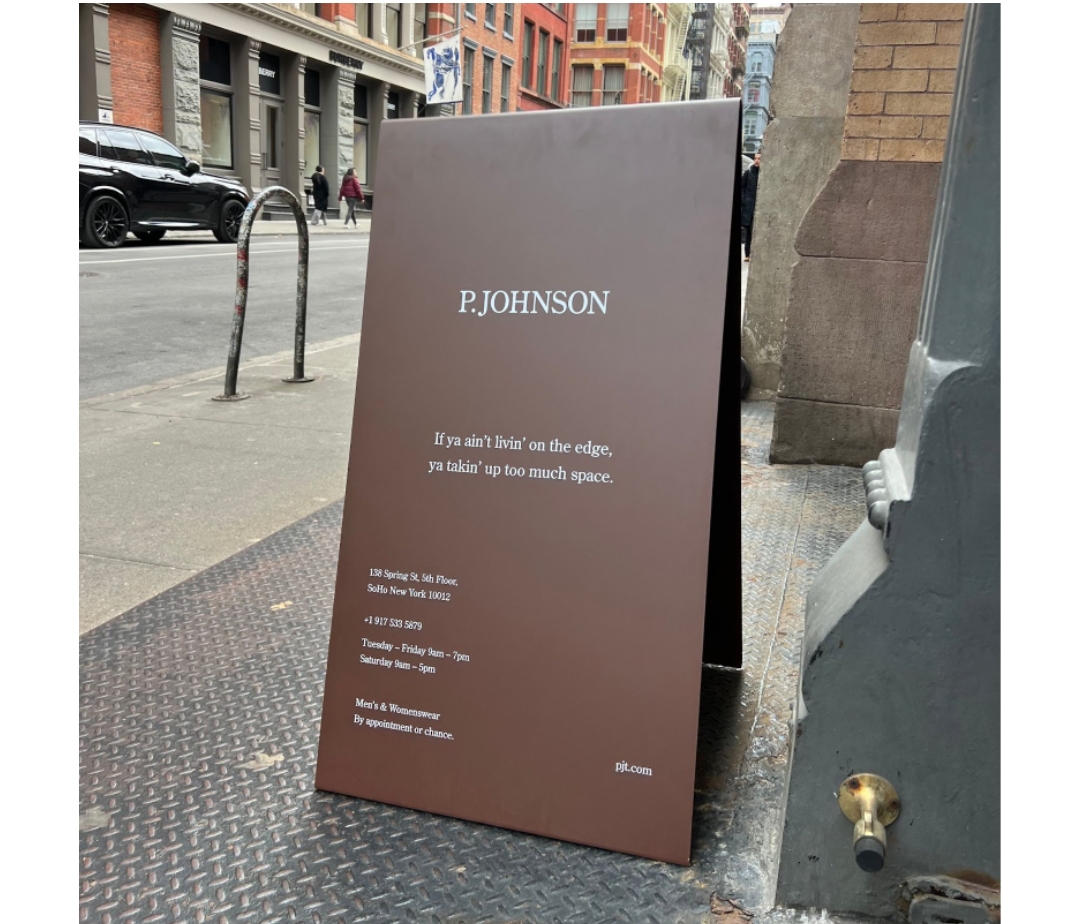 P.JOHNSON
If ya ain't livin' on the edge,
ya takin' up too much space.
138 Spring St, 5th Floor,
SoHo New York 10012
+1 917 533 5879
Tuesday – Friday 9am – 7pm
Saturday 9am – 5pm
Men's & Womenswear
By appointment or chance.
pjt.com